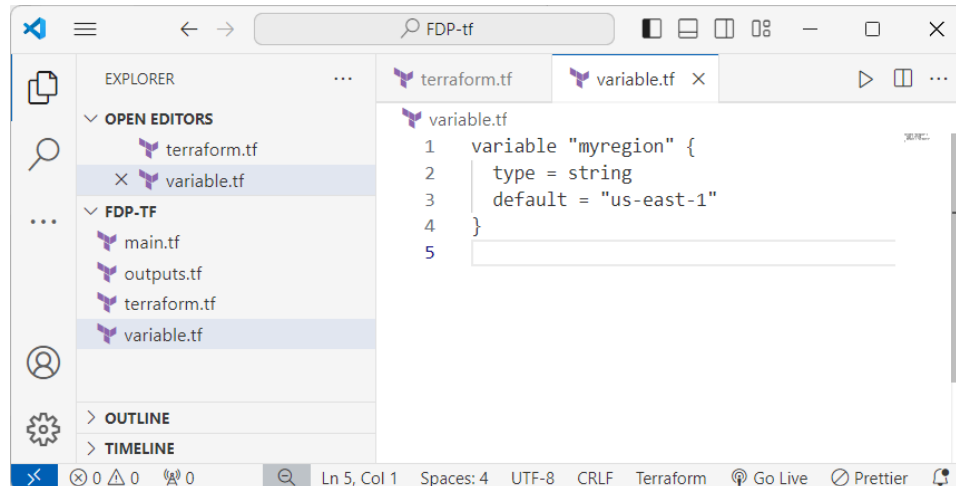 FDP-tf
EXPLORER
terraform.tf
variable.tf
OPEN EDITORS
terraform.tf
variable.tf
FDP-TF
main.tf
outputs.tf
terraform.tf
variable.tf
OUTLINE
TIMELINE
variable.tf
1 variable "myregion" {
2 type = string
3 default = "us-east-1"
4 }
5
0 0 0 Ln 5, Col 1 Spaces: 4 UTF-8 CRLF Terraform Go Live Prettier